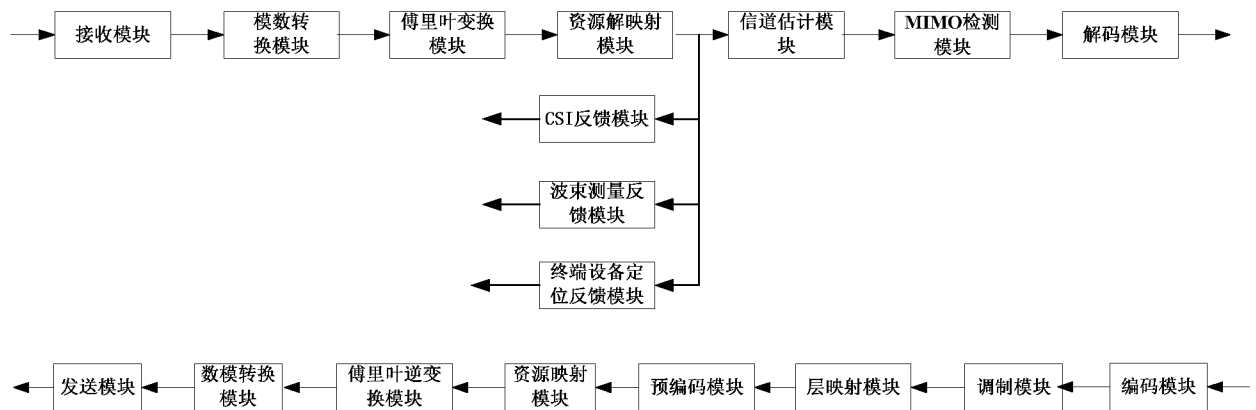 接收模块
模数转
换模块
傅里叶变换
模块
资源解映射
模块
信道估计模
块
MIMO检测
模块
解码模块
CSI反馈模块
波束测量反
馈模块
终端设备定
位反馈模块
发送模块
数模转换
模块
傅里叶逆变
换模块
资源映射
模块
预编码模块
层映射模块
调制模块
编码模块